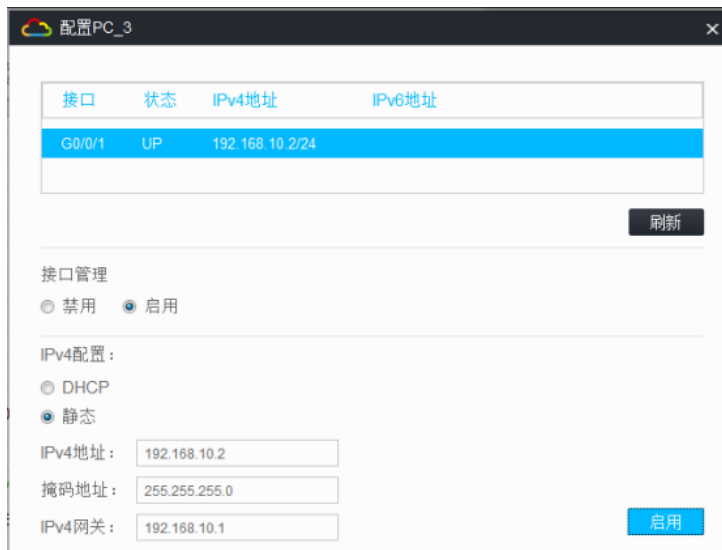 配置PC_3
接口 状态 IPv4地址 IPv6地址
G0/0/1 UP 192.168.10.2/24
刷新
接口管理
禁用 启用
IPv4配置：
DHCP
静态
IPv4地址： 192.168.10.2
掩码地址： 255.255.255.0
IPv4网关： 192.168.10.1
启用